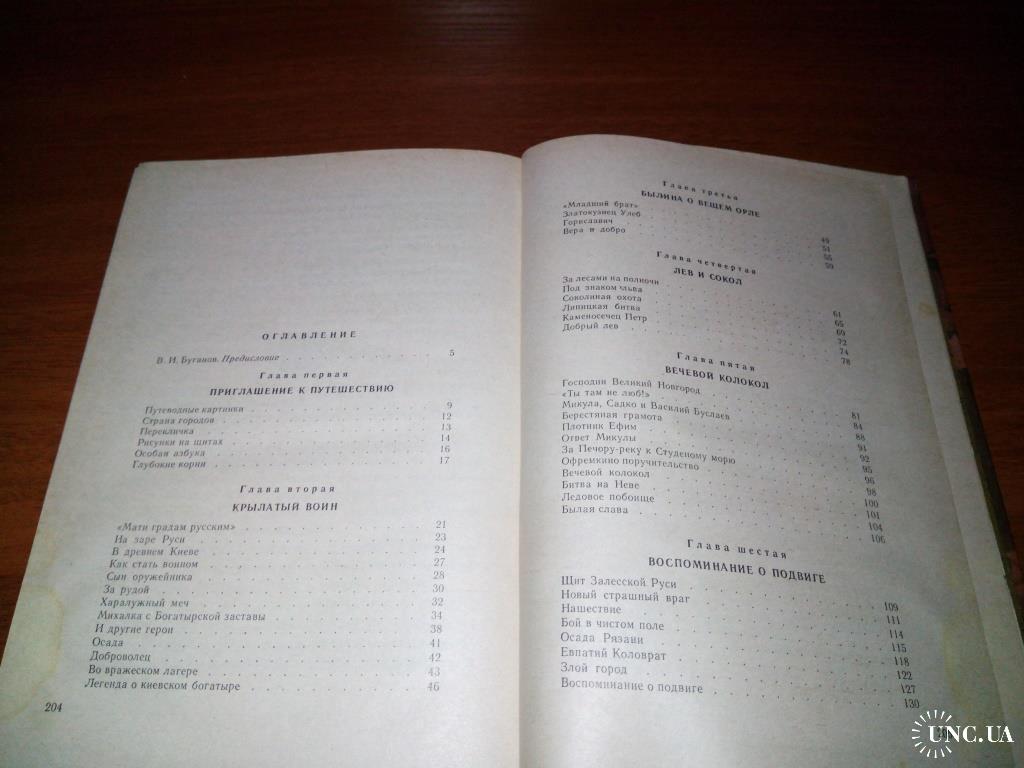 ОГЛАВЛЕНИЕ
В. И. Буганов. Предисловие . . . 5
Глава первая
ПРИГЛАШЕНИЕ К ПУТЕШЕСТВИЮ
Путеводные картинки . . . 9
Страна городов . . . 12
Перекличка . . . 13
Рисунки на щитах . . . 14
Особая азбука . . . 16
Глубокие корни . . . 17
Глава вторая
КРЫЛАТЫЙ ВОИН
«Мати градам русским» . . . 21
На заре Руси . . . 23
В древнем Киеве . . . 24
Как стать воином . . . 27
Сын оружейника . . . 28
За рудой . . . 30
Харалужный меч . . . 32
Михалка с Богатырской заставы . . . 34
И другие герои . . . 38
Осада . . . 41
Доброволец . . . 42
Во вражеском лагере . . . 43
Легенда о киевском богатыре . . . 46
204
Глава третья
БЫЛИНА О ВЕЩЕМ ОРЛЕ
«Младший брат» . . . 49
Златокузнец Улеб . . . 51
Гориславич . . . 55
Вера и добро . . . 59
Глава четвертая
ЛЕВ И СОКОЛ
За лесами на полночи . . . 61
Под знаком льва . . . 65
Соколиная охота . . . 69
Липицкая битва . . . 72
Каменосечец Петр . . . 74
Добрый лев . . . 78
Глава пятая
ВЕЧЕВОЙ КОЛОКОЛ
Господин Великий Новгород . . . 81
«Ты там не люб!» . . . 84
Микула, Садко и Василий Буслаев . . . 88
Берестяная грамота . . . 91
Плотник Ефим . . . 92
Ответ Микулы . . . 95
За Печору-реку к Студеному морю . . . 96
Офремкино поручительство . . . 98
Вечевой колокол . . . 100
Битва на Неве . . . 101
Ледовое побоище . . . 104
Былая слава . . . 106
Глава шестая
ВОСПОМИНАНИЕ О ПОДВИГЕ
Щит Залесской Руси . . . 109
Новый страшный враг . . . 111
Нашествие . . . 114
Бой в чистом поле . . . 115
Осада Рязани . . . 118
Евпатий Коловрат . . . 122
Злой город . . . 127
Воспоминание о подвиге . . . 130
UNC.UA